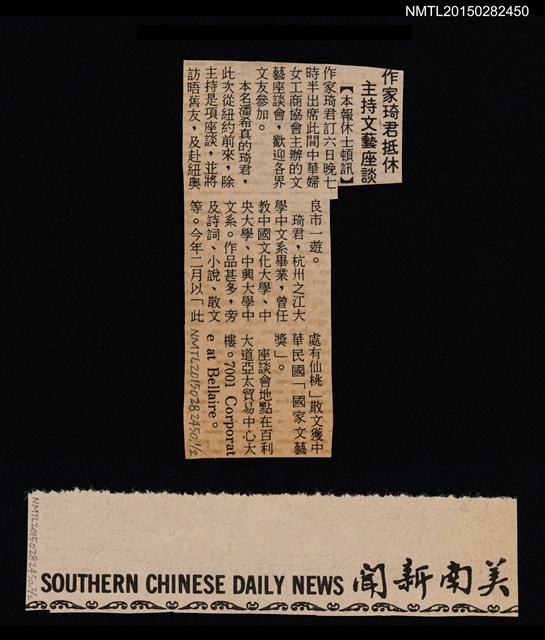 NMTL20150282450
作家琦君抵休
主持文藝座談
【本報休士頓訊】
作家琦君訂六日晚七
時半出席此間中華婦
女工商協會主辦的文
藝座談會，歡迎各界
文友參加。
本名潘希真的琦君，
此次從紐約前來，除
主持是項座談，並將
訪晤舊友，及赴紐奧
良市一遊。
琦君，杭州之江大
學中文系畢業，曾任
教中國文化大學、中
央大學、中興大學中
文系。作品甚多，旁
及詩詞、小說、散文
等。今年二月以「此
處有仙桃」散文獲中
華民國「國家文藝
獎」。
座談會地點在百利
大道亞太貿易中心大
樓。7001 Corporat
e at Bellaire。
NMTL20150282450.1/2
NMTL20150282450.1/2
SOUTHERN CHINESE DAILY NEWS 美南新聞